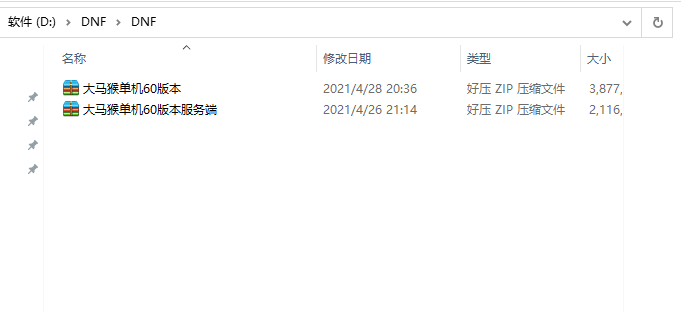 软件 (D:) > DNF > DNF
名称 修改日期 类型 大小
大马猴单机60版本 2021/4/28 20:36 好压 ZIP 压缩文件 3,877,
大马猴单机60版本服务端 2021/4/26 21:14 好压 ZIP 压缩文件 2,116,